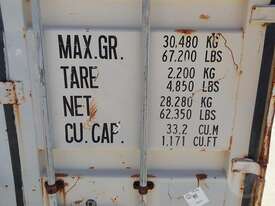 MAX.GR. 30,480 KG
67,200 LBS
TARE 2,200 KG
4,850 LBS
NET 28,280 KG
62,350 LBS
CU.CAP. 33.2 CU.M
1,171 CU.FT